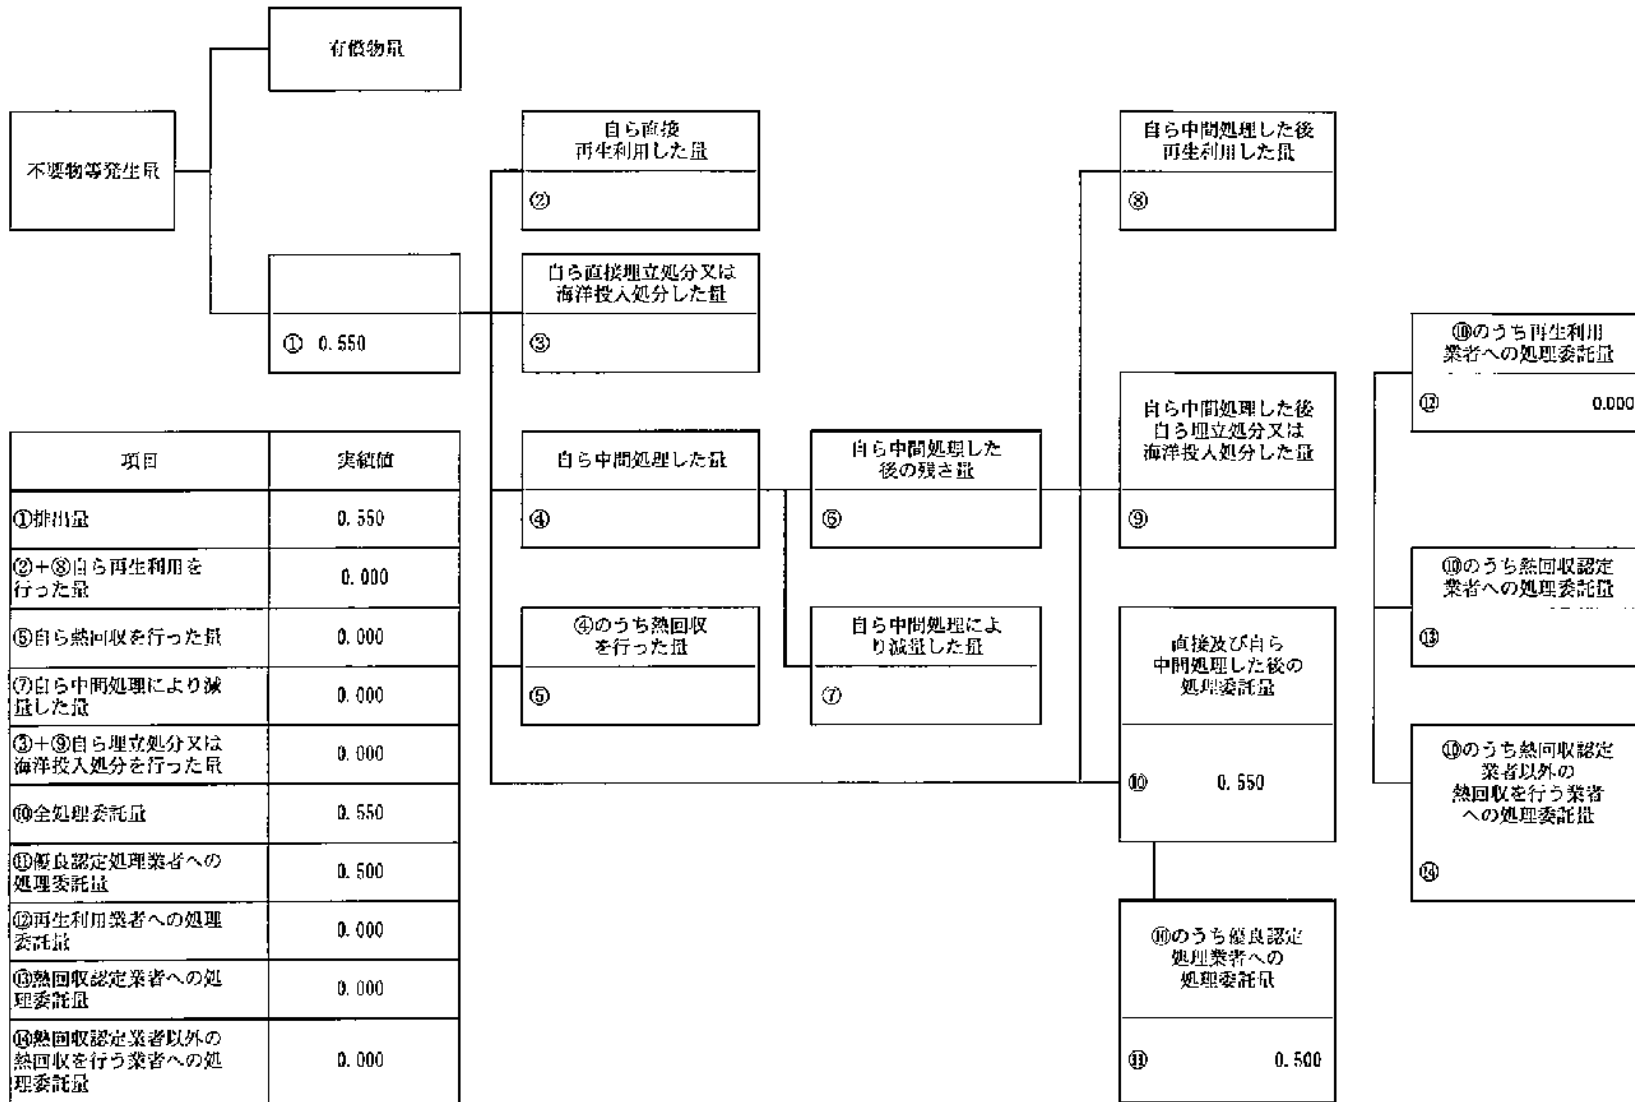 有償物量
不要物等発生量
① 0.550
自ら直接
再生利用した量
②
自ら直接埋立処分又は
海洋投入処分した量
③
自ら中間処理した量
④
④のうち熱回収
を行った量
⑤
自ら中間処理した
後の残さ量
⑥
自ら中間処理によ
り減量した量
⑦
自ら中間処理した後
再生利用した量
⑧
自ら中間処理した後
自ら埋立処分又は
海洋投入処分した量
⑨
直接及び自ら
中間処理した後の
処理委託量
⑩ 0.550
⑩のうち優良認定
処理業者への
処理委託量
⑪ 0.500
⑩のうち再生利用
業者への処理委託量
⑫ 0.000
⑩のうち熱回収認定
業者への処理委託量
⑬
⑩のうち熱回収認定
業者以外の
熱回収を行う業者
への処理委託量
⑭
項目 実績値
①排出量 0.550
②+⑧自ら再生利用を
行った量 0.000
⑤自ら熱回収を行った量 0.000
⑦自ら中間処理により減
量した量 0.000
③+⑨自ら埋立処分又は
海洋投入処分を行った量 0.000
⑩全処理委託量 0.550
⑪優良認定処理業者への
処理委託量 0.500
⑫再生利用業者への処理
委託量 0.000
⑬熱回収認定業者への処
理委託量 0.000
⑭熱回収認定業者以外の
熱回収を行う業者への処
理委託量 0.000